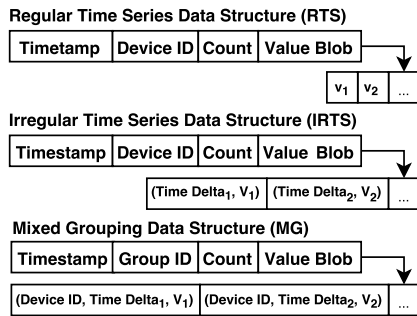 Regular Time Series Data Structure (RTS)
Timestamp Device ID Count Value Blob
v1 v2 ...
Irregular Time Series Data Structure (IRTS)
Timestamp Device ID Count Value Blob
(Time Delta1, V1) (Time Delta2, V2) ...
Mixed Grouping Data Structure (MG)
Timestamp Group ID Count Value Blob
(Device ID, Time Delta1, V1) (Device ID, Time Delta2, V2) ...